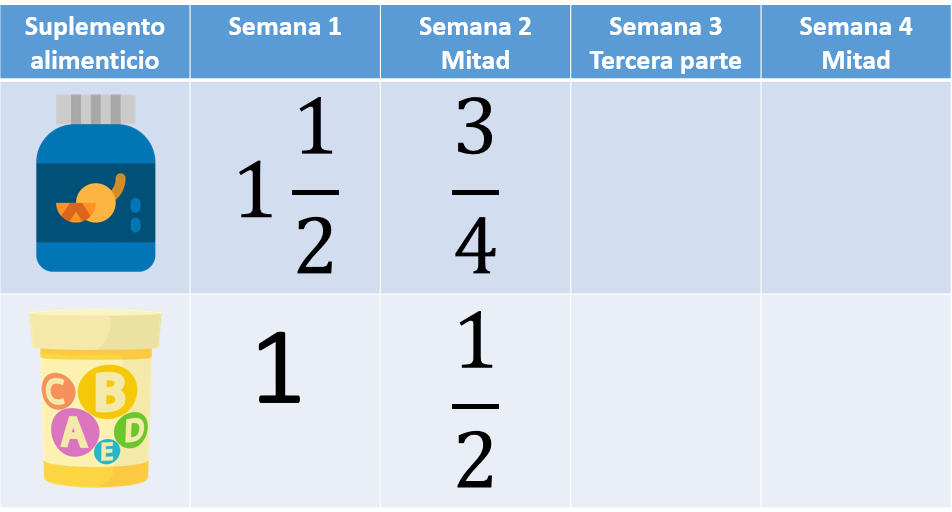 Suplemento alimenticio
Semana 1
Semana 2
Mitad
Semana 3
Tercera parte
Semana 4
Mitad
1 1/2
3/4
C B
A D
E
1
1/2